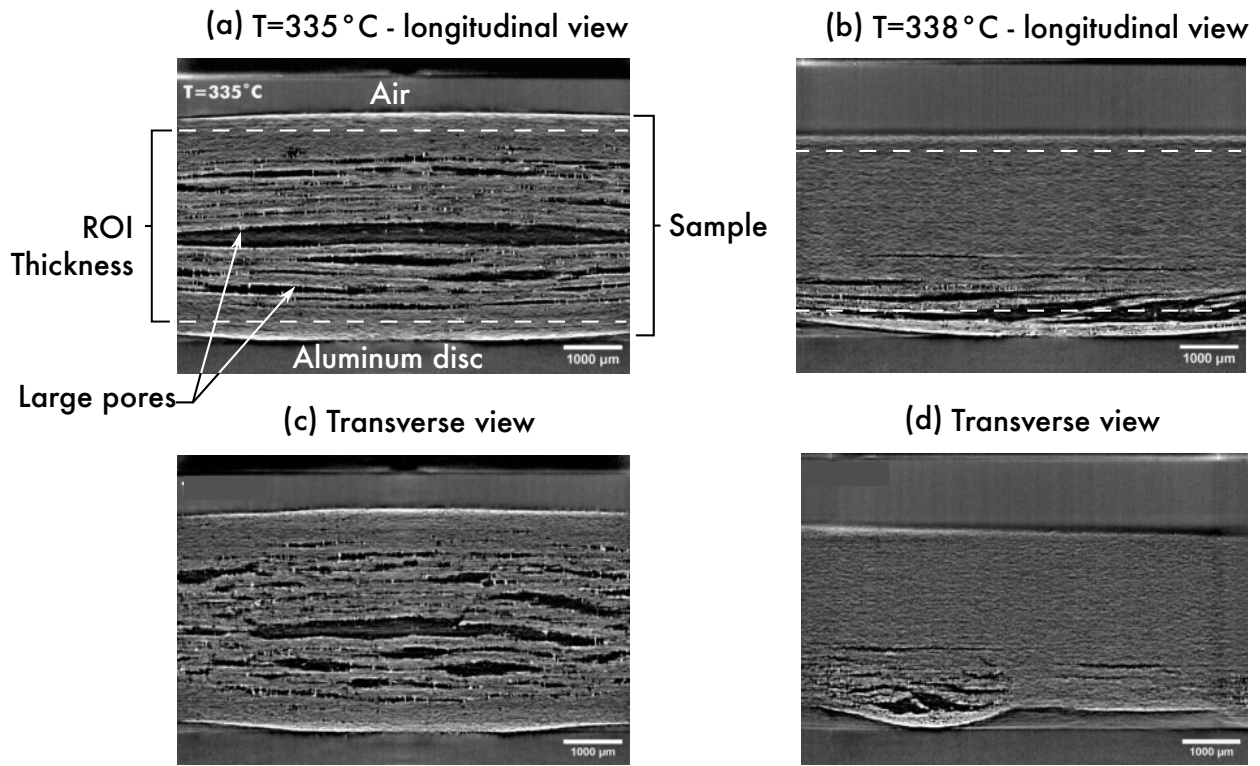 (a) T=335°C - longitudinal view
(b) T=338°C - longitudinal view
T=335°C
Air
ROI
Thickness
Sample
Aluminum disc
1000 µm
1000 µm
Large pores
(c) Transverse view
(d) Transverse view
1000 µm
1000 µm